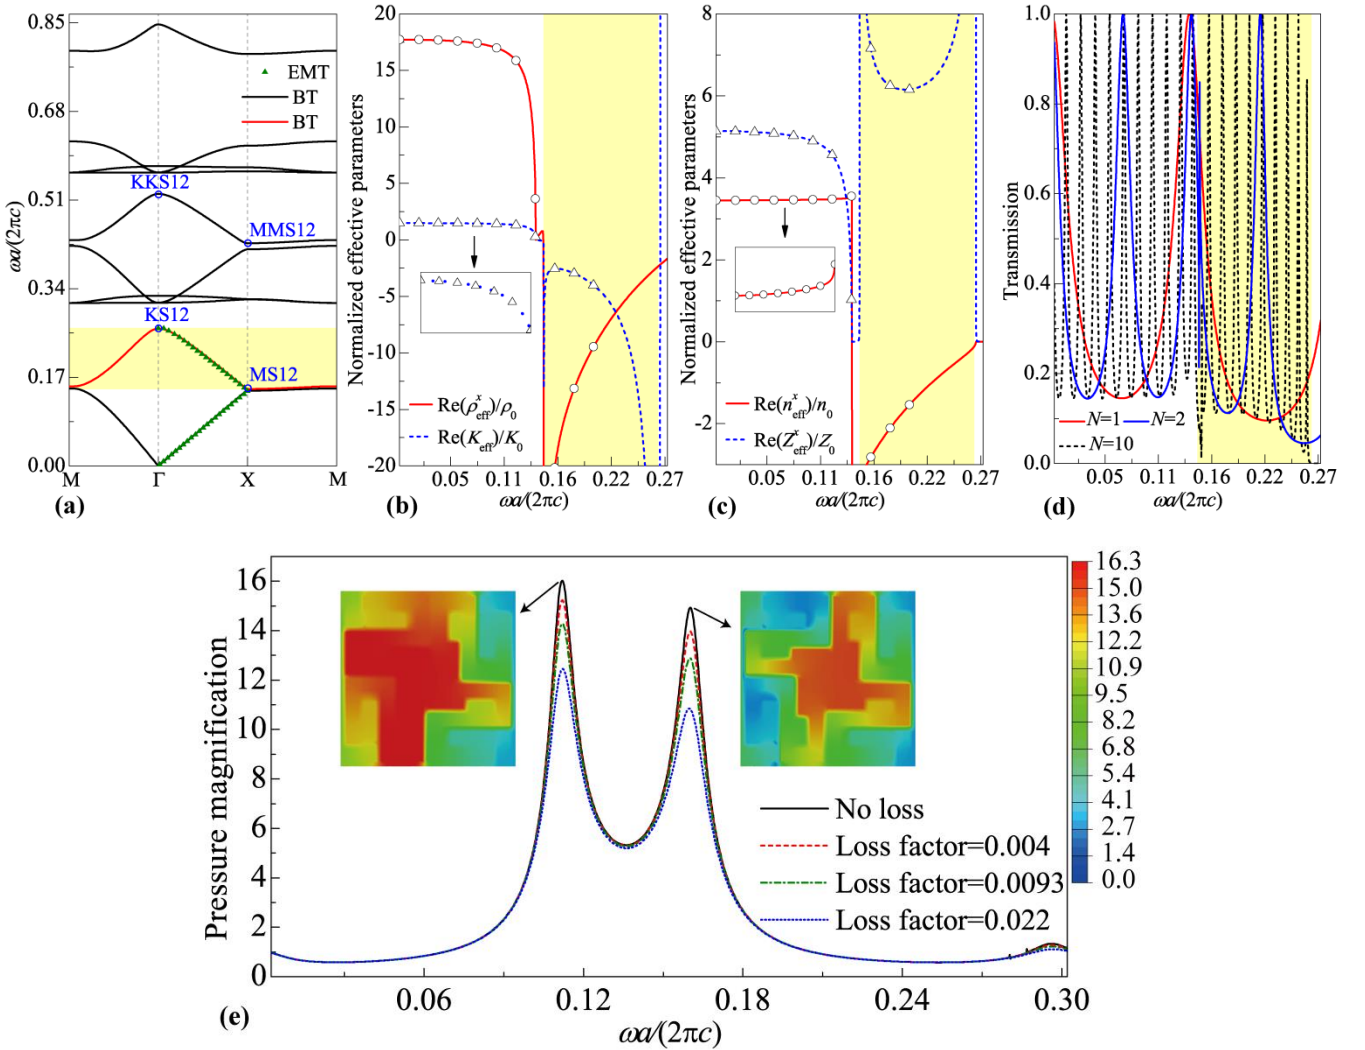 0.85
0.68
0.51
0.34
0.17
0.00
ωa/(2πc)
EMT
BT
BT
KKS12
MMS12
KS12
MS12
M Γ X M
(a)
20
15
10
5
0
-5
-10
-15
20
Normalized effective parameters
Re(ρ^x_eff)/ρ_0
Re(K_eff)/K_0
0.05 0.11 0.16 0.22 0.27
ωa/(2πc)
(b)
8
6
4
2
0
-2
Normalized effective parameters
Re(n^x_eff)/n_0
Re(Z^x_eff)/Z_0
0.05 0.11 0.16 0.22 0.27
ωa/(2πc)
(c)
1.0
0.8
0.6
0.4
0.2
0.0
Transmission
N=1 N=2
N=10
0.05 0.11 0.16 0.22 0.27
ωa/(2πc)
(d)
16
14
12
10
8
6
4
2
0
Pressure magnification
No loss
Loss factor=0.004
Loss factor=0.0093
Loss factor=0.022
16.3
15.0
13.6
12.2
10.9
9.5
8.2
6.8
5.4
4.1
2.7
1.4
0.0
0.06 0.12 0.18 0.24 0.30
ωa/(2πc)
(e)